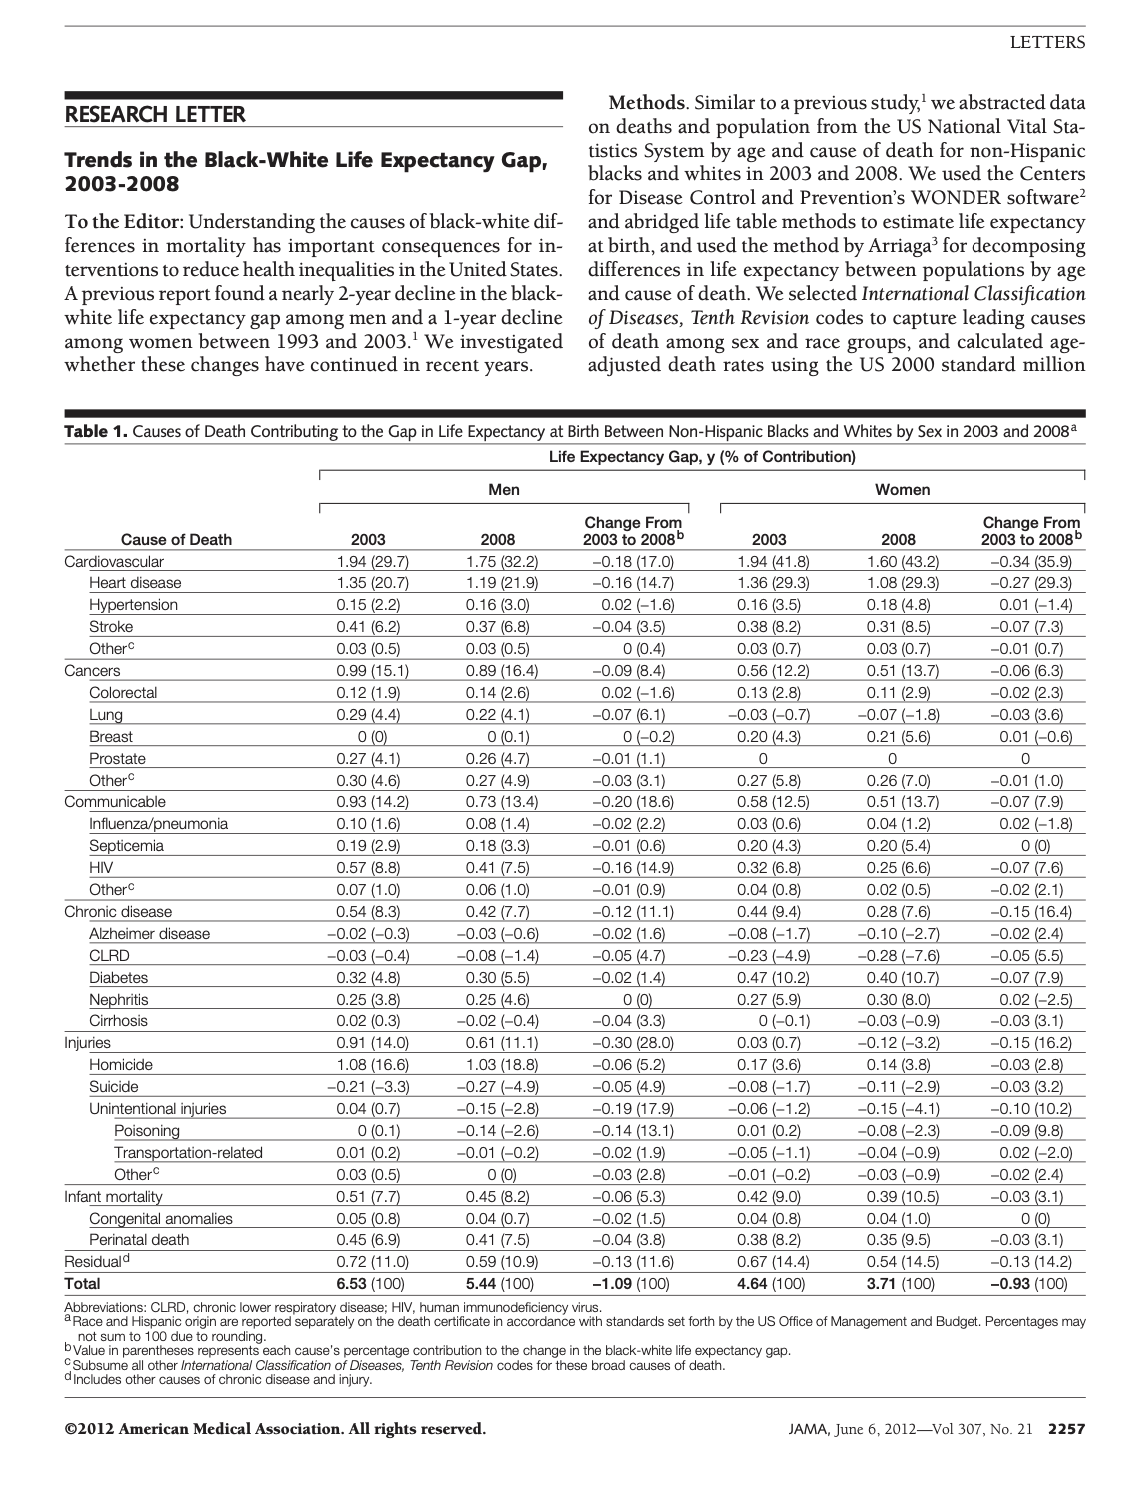 LETTERS
RESEARCH LETTER
Trends in the Black-White Life Expectancy Gap,
2003-2008
To the Editor: Understanding the causes of black-white dif-
ferences in mortality has important consequences for in-
terventions to reduce health inequalities in the United States.
A previous report found a nearly 2-year decline in the black-
white life expectancy gap among men and a 1-year decline
among women between 1993 and 2003.1 We investigated
whether these changes have continued in recent years.
Methods. Similar to a previous study,1 we abstracted data
on deaths and population from the US National Vital Sta-
tistics System by age and cause of death for non-Hispanic
blacks and whites in 2003 and 2008. We used the Centers
for Disease Control and Prevention's WONDER software2
and abridged life table methods to estimate life expectancy
at birth, and used the method by Arriaga3 for decomposing
differences in life expectancy between populations by age
and cause of death. We selected International Classification
of Diseases, Tenth Revision codes to capture leading causes
of death among sex and race groups, and calculated age-
adjusted death rates using the US 2000 standard million
Table 1. Causes of Death Contributing to the Gap in Life Expectancy at Birth Between Non-Hispanic Blacks and Whites by Sex in 2003 and 2008a
Life Expectancy Gap, y (% of Contribution)
Men Women
Change From Change From
Cause of Death 2003 2008 2003 to 2008b 2003 2008 2003 to 2008b
Cardiovascular 1.94 (29.7) 1.75 (32.2) −0.18 (17.0) 1.94 (41.8) 1.60 (43.2) −0.34 (35.9)
Heart disease 1.35 (20.7) 1.19 (21.9) −0.16 (14.7) 1.36 (29.3) 1.08 (29.3) −0.27 (29.3)
Hypertension 0.15 (2.2) 0.16 (3.0) 0.02 (−1.6) 0.16 (3.5) 0.18 (4.8) 0.01 (−1.4)
Stroke 0.41 (6.2) 0.37 (6.8) −0.04 (3.5) 0.38 (8.2) 0.31 (8.5) −0.07 (7.3)
Otherc 0.03 (0.5) 0.03 (0.5) 0 (0.4) 0.03 (0.7) 0.03 (0.7) −0.01 (0.7)
Cancers 0.99 (15.1) 0.89 (16.4) −0.09 (8.4) 0.56 (12.2) 0.51 (13.7) −0.06 (6.3)
Colorectal 0.12 (1.9) 0.14 (2.6) 0.02 (−1.6) 0.13 (2.8) 0.11 (2.9) −0.02 (2.3)
Lung 0.29 (4.4) 0.22 (4.1) −0.07 (6.1) −0.03 (−0.7) −0.07 (−1.8) −0.03 (3.6)
Breast 0 (0) 0 (0.1) 0 (−0.2) 0.20 (4.3) 0.21 (5.6) 0.01 (−0.6)
Prostate 0.27 (4.1) 0.26 (4.7) −0.01 (1.1) 0 0 0
Otherc 0.30 (4.6) 0.27 (4.9) −0.03 (3.1) 0.27 (5.8) 0.26 (7.0) −0.01 (1.0)
Communicable 0.93 (14.2) 0.73 (13.4) −0.20 (18.6) 0.58 (12.5) 0.51 (13.7) −0.07 (7.9)
Influenza/pneumonia 0.10 (1.6) 0.08 (1.4) −0.02 (2.2) 0.03 (0.6) 0.04 (1.2) 0.02 (−1.8)
Septicemia 0.19 (2.9) 0.18 (3.3) −0.01 (0.6) 0.20 (4.3) 0.20 (5.4) 0 (0)
HIV 0.57 (8.8) 0.41 (7.5) −0.16 (14.9) 0.32 (6.8) 0.25 (6.6) −0.07 (7.6)
Otherc 0.07 (1.0) 0.06 (1.0) −0.01 (0.9) 0.04 (0.8) 0.02 (0.5) −0.02 (2.1)
Chronic disease 0.54 (8.3) 0.42 (7.7) −0.12 (11.1) 0.44 (9.4) 0.28 (7.6) −0.15 (16.4)
Alzheimer disease −0.02 (−0.3) −0.03 (−0.6) −0.02 (1.6) −0.08 (−1.7) −0.10 (−2.7) −0.02 (2.4)
CLRD −0.03 (−0.4) −0.08 (−1.4) −0.05 (4.7) −0.23 (−4.9) −0.28 (−7.6) −0.05 (5.5)
Diabetes 0.32 (4.8) 0.30 (5.5) −0.02 (1.4) 0.47 (10.2) 0.40 (10.7) −0.07 (7.9)
Nephritis 0.25 (3.8) 0.25 (4.6) 0 (0) 0.27 (5.9) 0.30 (8.0) 0.02 (−2.5)
Cirrhosis 0.02 (0.3) −0.02 (−0.4) −0.04 (3.3) 0 (−0.1) −0.03 (−0.9) −0.03 (3.1)
Injuries 0.91 (14.0) 0.61 (11.1) −0.30 (28.0) 0.03 (0.7) −0.12 (−3.2) −0.15 (16.2)
Homicide 1.08 (16.6) 1.03 (18.8) −0.06 (5.2) 0.17 (3.6) 0.14 (3.8) −0.03 (2.8)
Suicide −0.21 (−3.3) −0.27 (−4.9) −0.05 (4.9) −0.08 (−1.7) −0.11 (−2.9) −0.03 (3.2)
Unintentional injuries 0.04 (0.7) −0.15 (−2.8) −0.19 (17.9) −0.06 (−1.2) −0.15 (−4.1) −0.10 (10.2)
Poisoning 0 (0.1) −0.14 (−2.6) −0.14 (13.1) 0.01 (0.2) −0.08 (−2.3) −0.09 (9.8)
Transportation-related 0.01 (0.2) −0.01 (−0.2) −0.02 (1.9) −0.05 (−1.1) −0.04 (−0.9) 0.02 (−2.0)
Otherc 0.03 (0.5) 0 (0) −0.03 (2.8) −0.01 (−0.2) −0.03 (−0.9) −0.02 (2.4)
Infant mortality 0.51 (7.7) 0.45 (8.2) −0.06 (5.3) 0.42 (9.0) 0.39 (10.5) −0.03 (3.1)
Congenital anomalies 0.05 (0.8) 0.04 (0.7) −0.02 (1.5) 0.04 (0.8) 0.04 (1.0) 0 (0)
Perinatal death 0.45 (6.9) 0.41 (7.5) −0.04 (3.8) 0.38 (8.2) 0.35 (9.5) −0.03 (3.1)
Residuald 0.72 (11.0) 0.59 (10.9) −0.13 (11.6) 0.67 (14.4) 0.54 (14.5) −0.13 (14.2)
Total 6.53 (100) 5.44 (100) −1.09 (100) 4.64 (100) 3.71 (100) −0.93 (100)
Abbreviations: CLRD, chronic lower respiratory disease; HIV, human immunodeficiency virus.
a Race and Hispanic origin are reported separately on the death certificate in accordance with standards set forth by the US Office of Management and Budget. Percentages may
not sum to 100 due to rounding.
b Value in parentheses represents each cause's percentage contribution to the change in the black-white life expectancy gap.
c Subsume all other International Classification of Diseases, Tenth Revision codes for these broad causes of death.
d Includes other causes of chronic disease and injury.
©2012 American Medical Association. All rights reserved.
JAMA, June 6, 2012—Vol 307, No. 21 2257